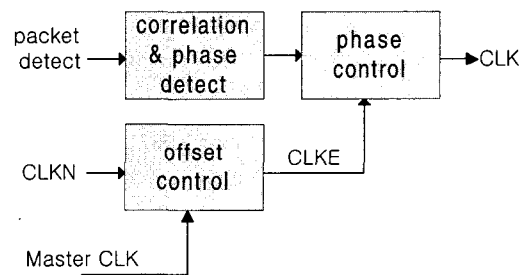 packet
detect
correlation
& phase
detect
phase
control
CLK
CLKN
offset
control
CLKE
Master CLK